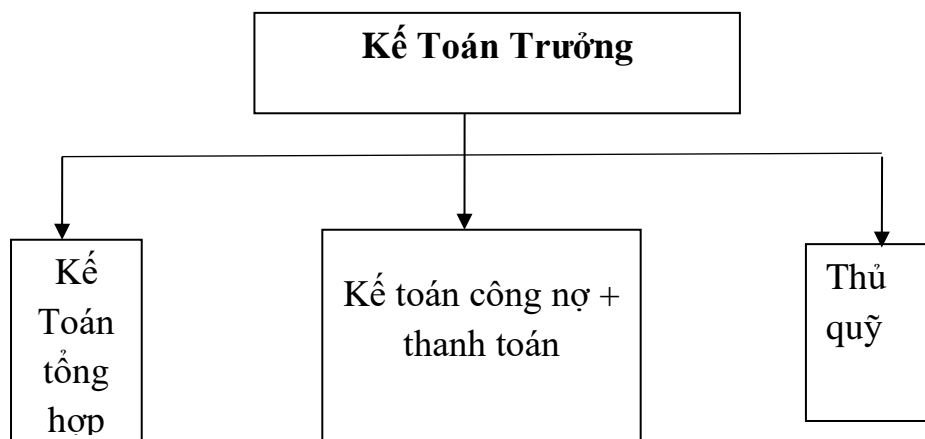 Kế Toán Trưởng
Kế
Toán
tổng
hợp
Kế toán công nợ +
thanh toán
Thủ
quỹ